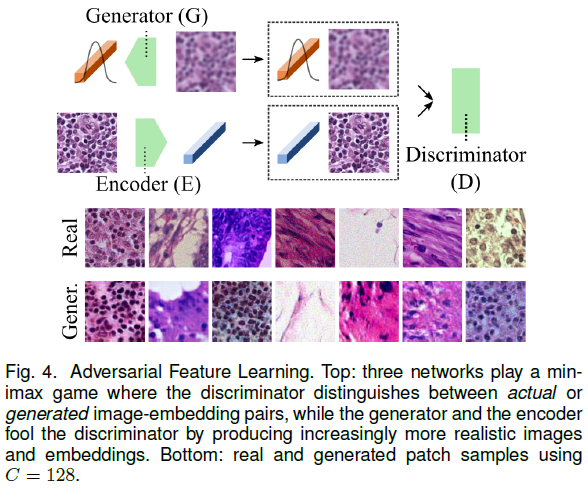 Generator (G)
Encoder (E)
Discriminator
(D)
Real
Gener.
Fig. 4. Adversarial Feature Learning. Top: three networks play a min-
imax game where the discriminator distinguishes between actual or
generated image-embedding pairs, while the generator and the encoder
fool the discriminator by producing increasingly more realistic images
and embeddings. Bottom: real and generated patch samples using
C = 128.